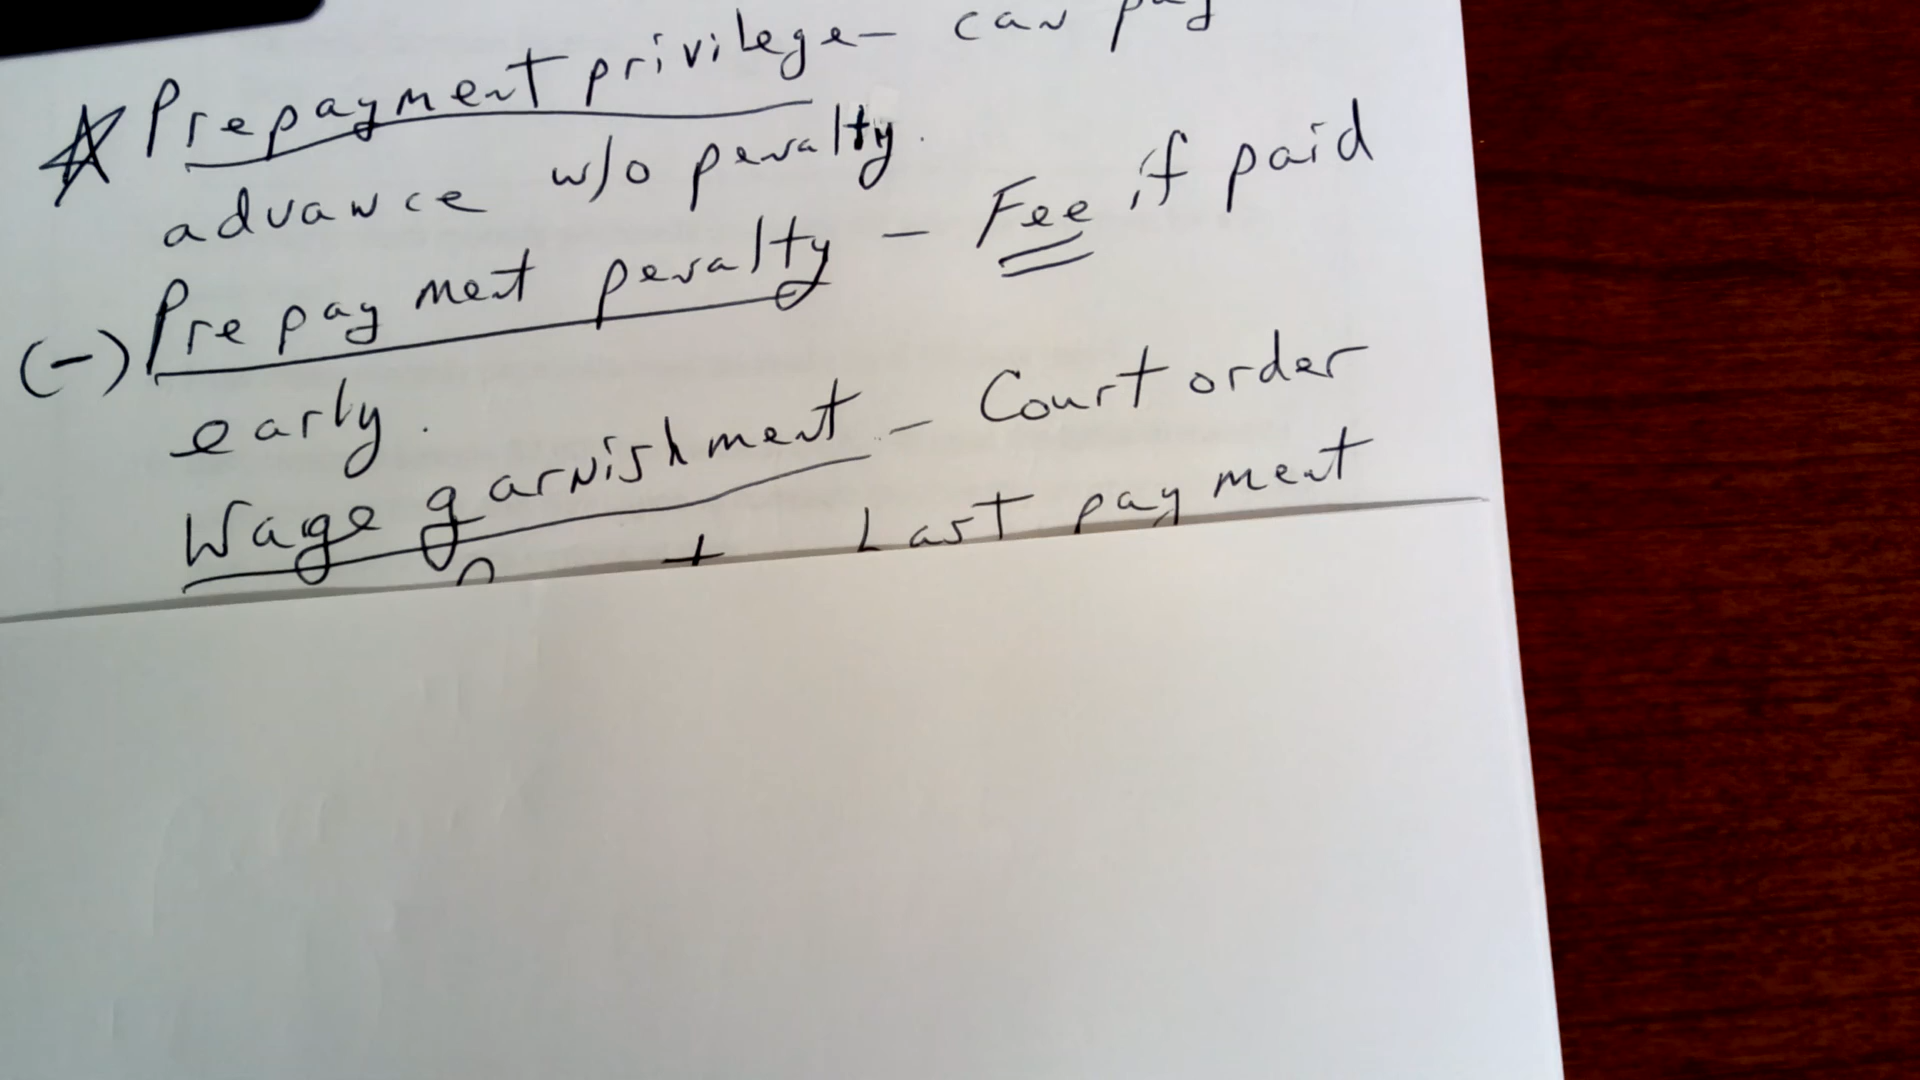 ☆ Prepayment privilege – can pay
advance w/o penalty.
(-) Prepayment penalty – Fee if paid
early.
Wage garnishment – Court order
Last payment